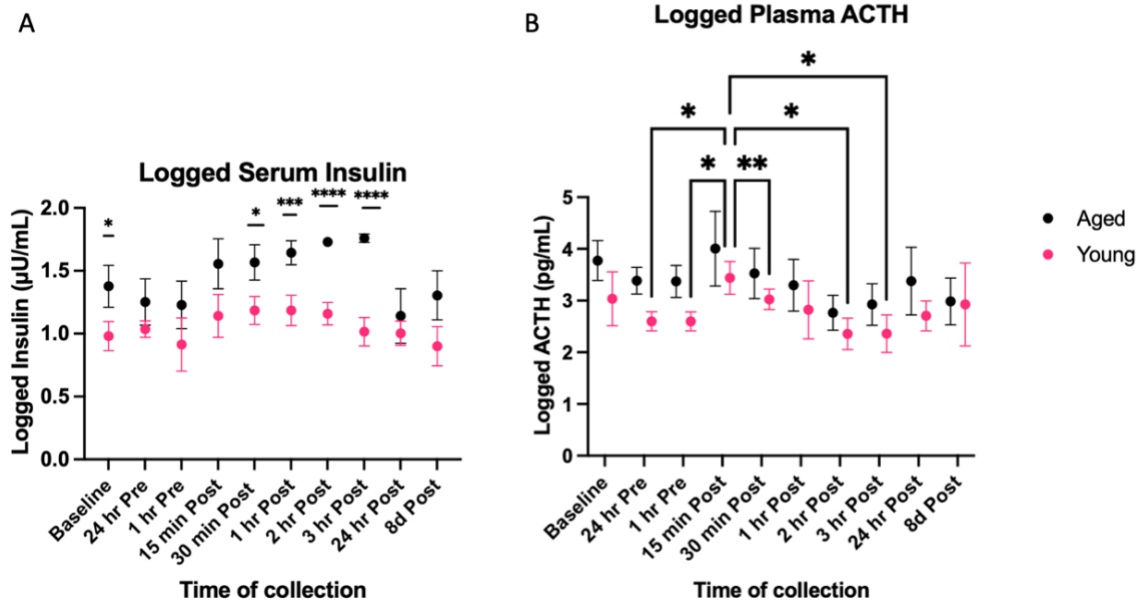 A
Logged Serum Insulin
Logged Insulin (µU/mL)
2.0
1.5
1.0
0.5
0.0
*
*
***
****
****
Baseline
24 hr Pre
1 hr Pre
15 min Post
30 min Post
1 hr Post
2 hr Post
3 hr Post
24 hr Post
8d Post
Time of collection
B
Logged Plasma ACTH
Logged ACTH (pg/mL)
5
4
3
2
1
0
*
*
*
*
**
Baseline
24 hr Pre
1 hr Pre
15 min Post
30 min Post
1 hr Post
2 hr Post
3 hr Post
24 hr Post
8d Post
Time of collection
Aged
Young